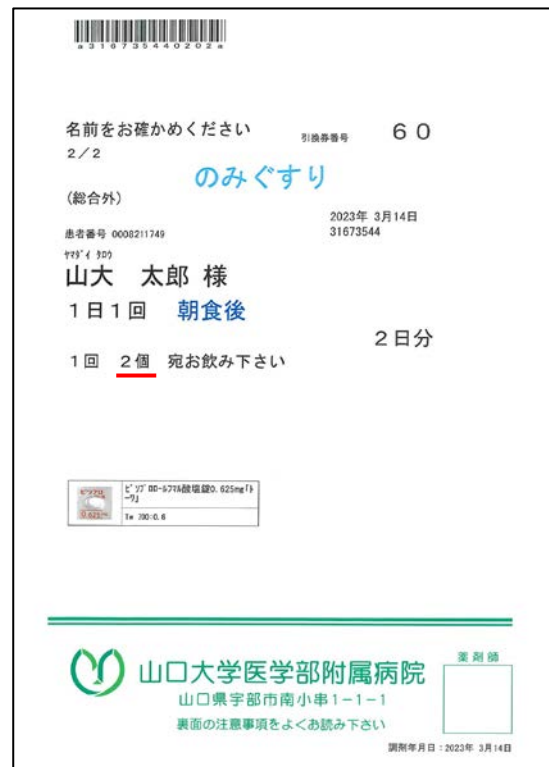 a316735440202a
名前をお確かめください
引換券番号 60
2/2
のみぐすり
(総合外)
2023年 3月14日
患者番号 0008211749
31673544
ヤマダイ タロウ
山大 太郎 様
1日1回 朝食後
2日分
1回 2個 宛お飲み下さい
ビソプロロールフマル酸塩錠0.625mg「トーワ」
0.625mg
Tw 700:0.6
山口大学医学部附属病院
薬剤師
山口県宇部市南小串1-1-1
裏面の注意事項をよくお読み下さい
調剤年月日:2023年 3月14日